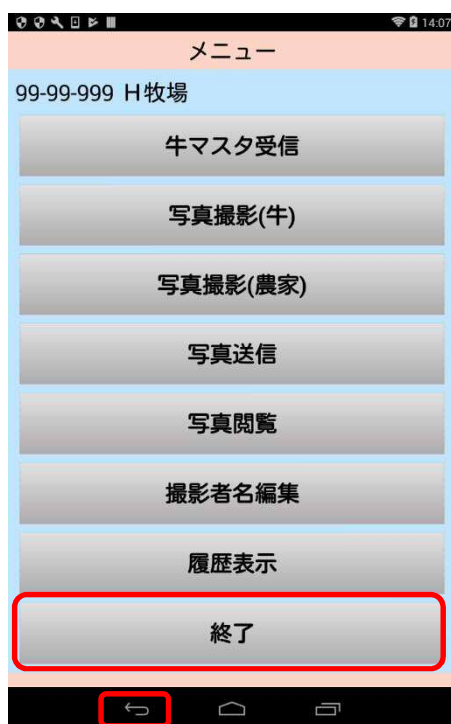 14:07
メニュー
99-99-999 H牧場
牛マスタ受信
写真撮影(牛)
写真撮影(農家)
写真送信
写真閲覧
撮影者名編集
履歴表示
終了